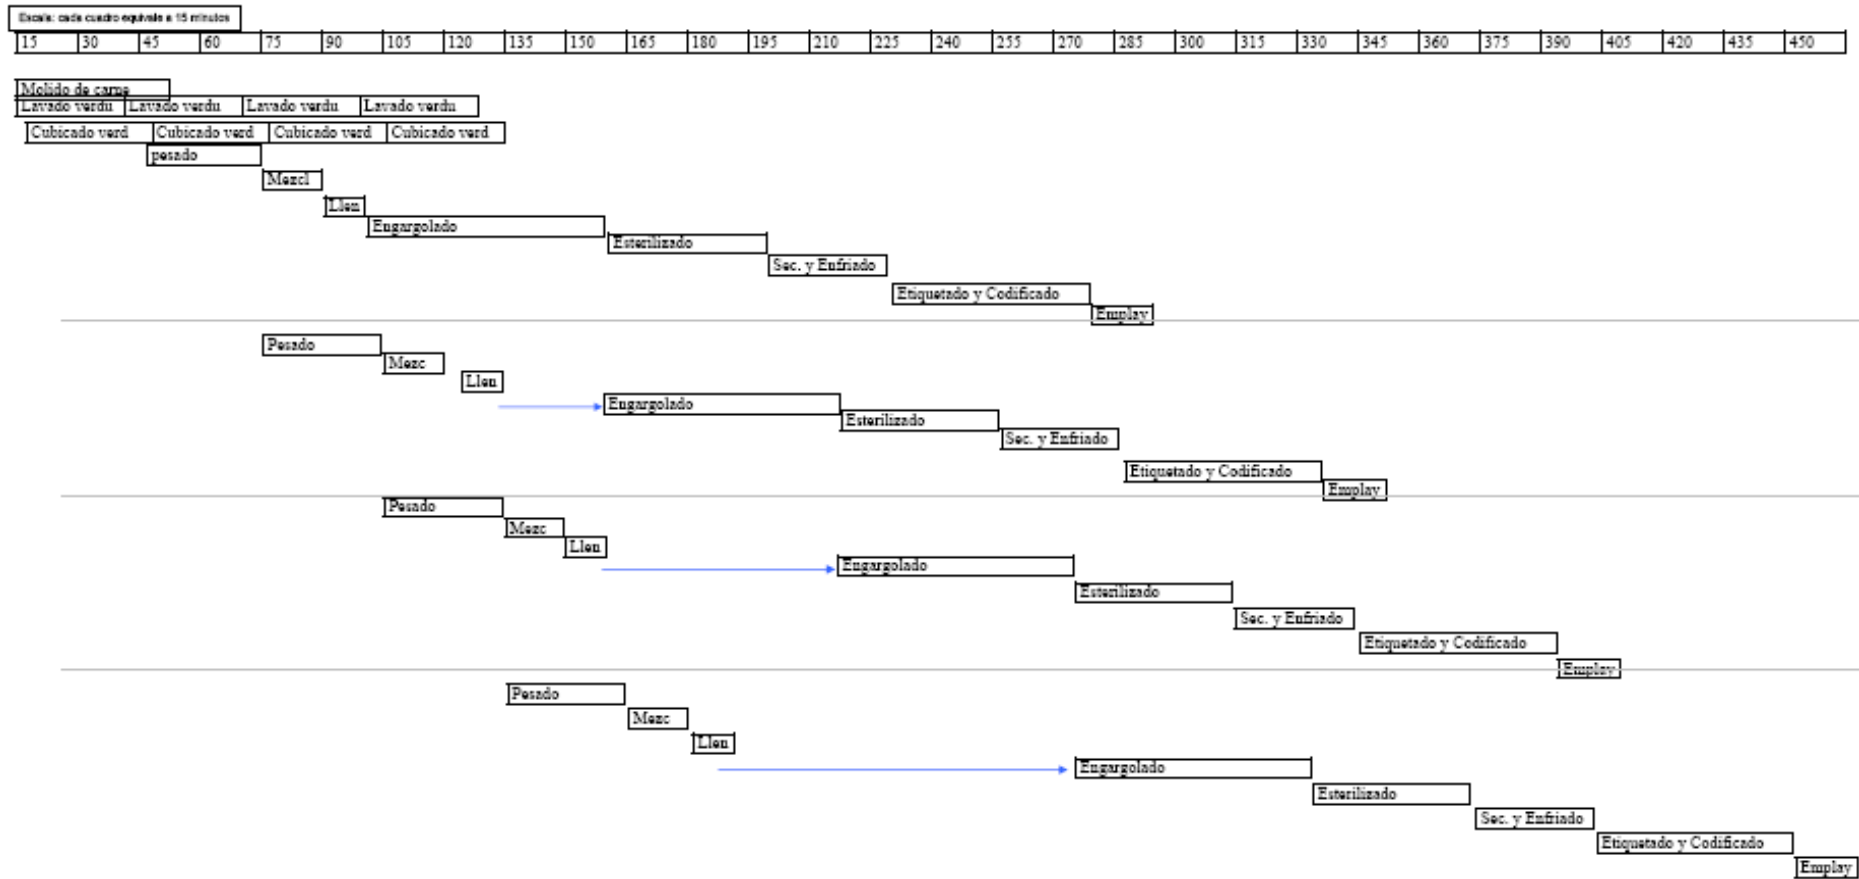 Escala: cada cuadro equivale a 15 minutos
15 30 45 60 75 90 105 120 135 150 165 180 195 210 225 240 255 270 285 300 315 330 345 360 375 390 405 420 435 450
Molido de carne
Lavado verdu Lavado verdu Lavado verdu Lavado verdu
Cubicado verd Cubicado verd Cubicado verd Cubicado verd
pesado
Mezcl
Llen
Engargolado
Esterilizado
Sec. y Enfriado
Etiquetado y Codificado
Emplay
Pesado
Mezc
Llen
Engargolado
Esterilizado
Sec. y Enfriado
Etiquetado y Codificado
Emplay
Pesado
Mezc
Llen
Engargolado
Esterilizado
Sec. y Enfriado
Etiquetado y Codificado
Emplay
Pesado
Mezc
Llen
Engargolado
Esterilizado
Sec. y Enfriado
Etiquetado y Codificado
Emplay